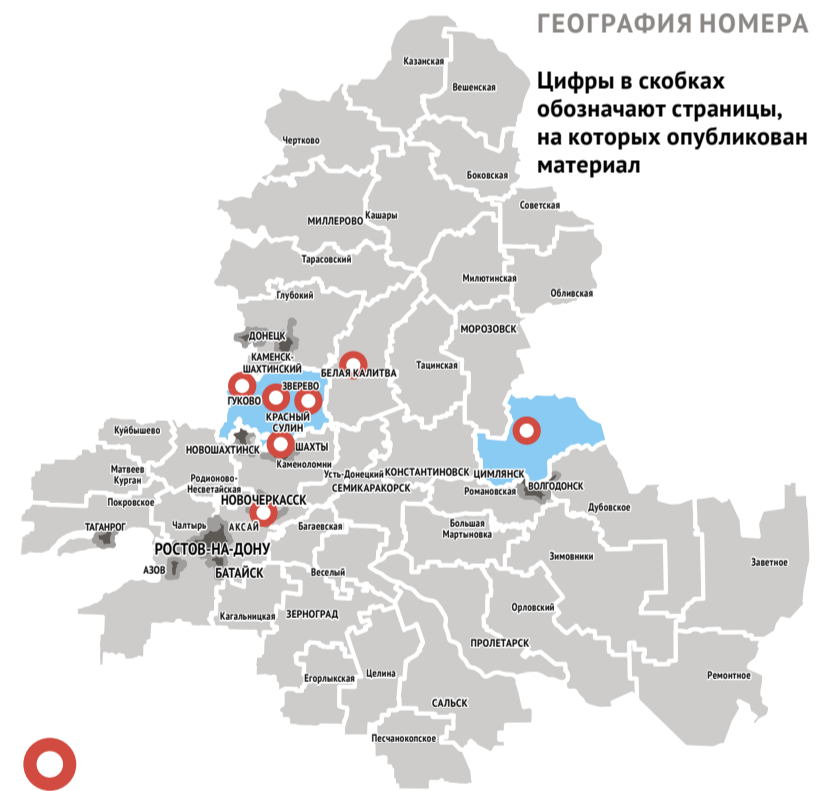 ГЕОГРАФИЯ НОМЕРА
Цифры в скобках
обозначают страницы,
на которых опубликован
материал
Казанская
Вешенская
Чертково
Боковская
Советская
МИЛЛЕРОВО
Кашары
Тарасовский
Милютинская
Обливская
Глубокий
МОРОЗОВСК
ДОНЕЦК
КАМЕНСК-
ШАХТИНСКИЙ
БЕЛАЯ КАЛИТВА
Тацинская
ЗВЕРЕВО
ГУКОВО
КРАСНЫЙ
СУЛИН
Куйбышево
НОВОШАХТИНСК
ШАХТЫ
Каменоломни
Матвеев
Курган
Родионово-
Несветайская
Усть-Донецкий
КОНСТАНТИНОВСК
ЦИМЛЯНСК
СЕМИКАРАКОРСК
Романовская
ВОЛГОДОНСК
Покровское
НОВОЧЕРКАССК
Дубовское
ТАГАНРОГ
Чалтырь
АКСАЙ
Багаевская
Большая
Мартыновка
РОСТОВ-НА-ДОНУ
Зимовники
Заветное
АЗОВ
БАТАЙСК
Веселый
Кагальницкая
ЗЕРНОГРАД
Орловский
ПРОЛЕТАРСК
Егорлыкская
Целина
Ремонтное
САЛЬСК
Песчанокопское